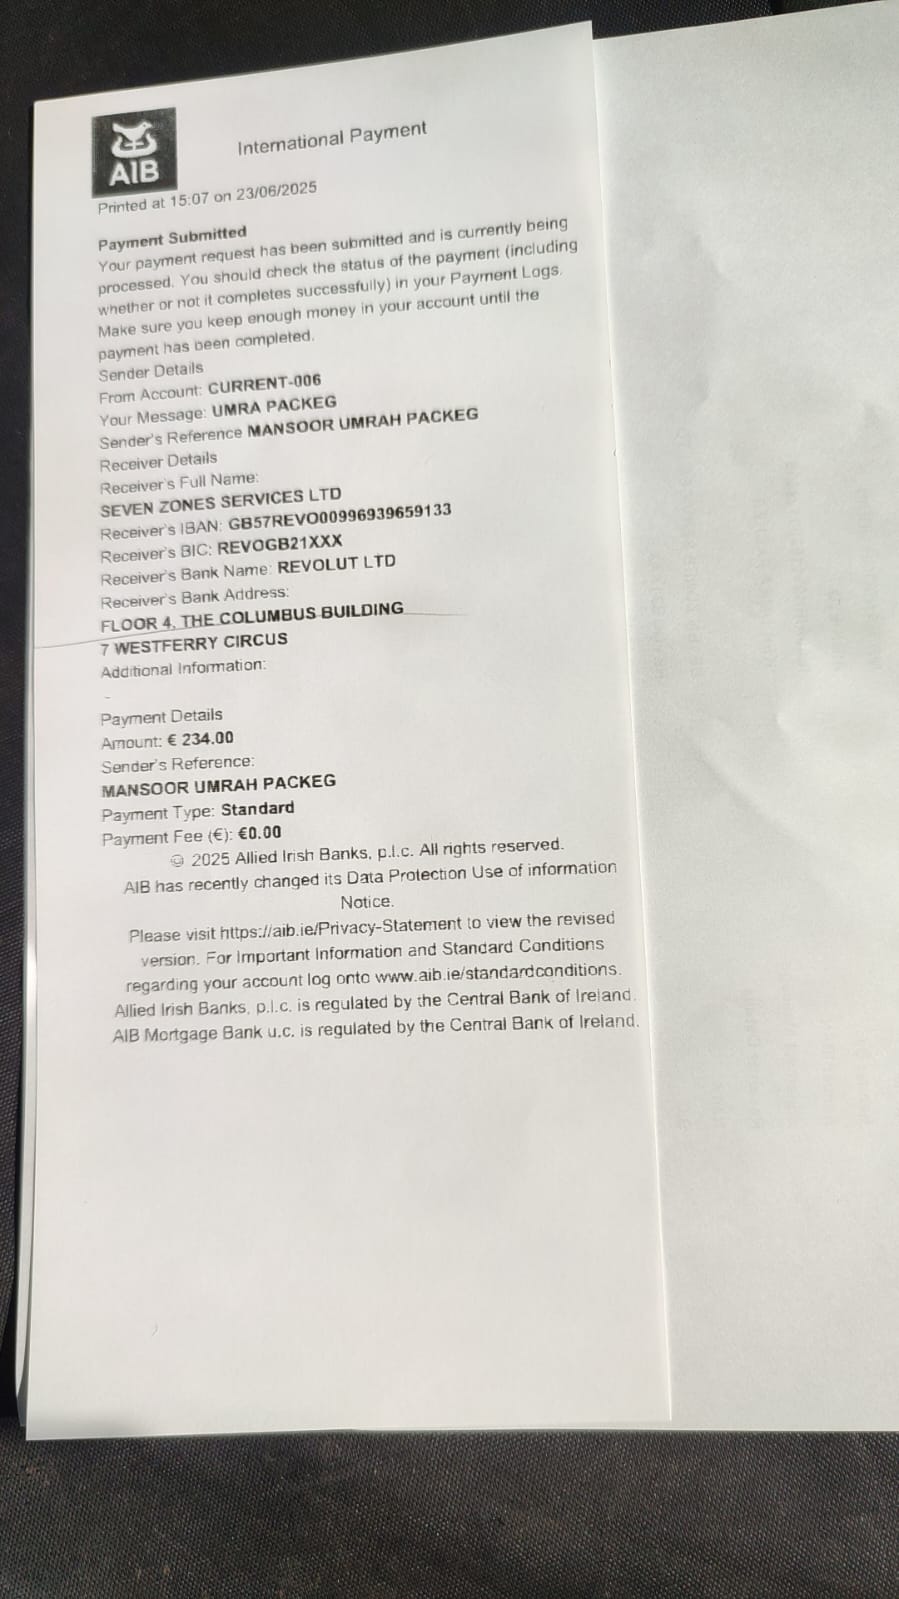 AIB
International Payment
Printed at 15:07 on 23/06/2025
Payment Submitted
Your payment request has been submitted and is currently being
processed. You should check the status of the payment (including
whether or not it completes successfully) in your Payment Logs.
Make sure you keep enough money in your account until the
payment has been completed.
Sender Details
From Account: CURRENT-006
Your Message: UMRA PACKEG
Sender's Reference MANSOOR UMRAH PACKEG
Receiver Details
Receiver's Full Name:
SEVEN ZONES SERVICES LTD
Receiver's IBAN: GB57REVO00996939659133
Receiver's BIC: REVOGB21XXX
Receiver's Bank Name: REVOLUT LTD
Receiver's Bank Address:
FLOOR 4, THE COLUMBUS BUILDING
7 WESTFERRY CIRCUS
Additional Information:
-
Payment Details
Amount: € 234.00
Sender's Reference:
MANSOOR UMRAH PACKEG
Payment Type: Standard
Payment Fee (€): €0.00
© 2025 Allied Irish Banks, p.l.c. All rights reserved.
AIB has recently changed its Data Protection Use of information
Notice.
Please visit https://aib.ie/Privacy-Statement to view the revised
version. For Important Information and Standard Conditions
regarding your account log onto www.aib.ie/standardconditions.
Allied Irish Banks, p.l.c. is regulated by the Central Bank of Ireland.
AIB Mortgage Bank u.c. is regulated by the Central Bank of Ireland.